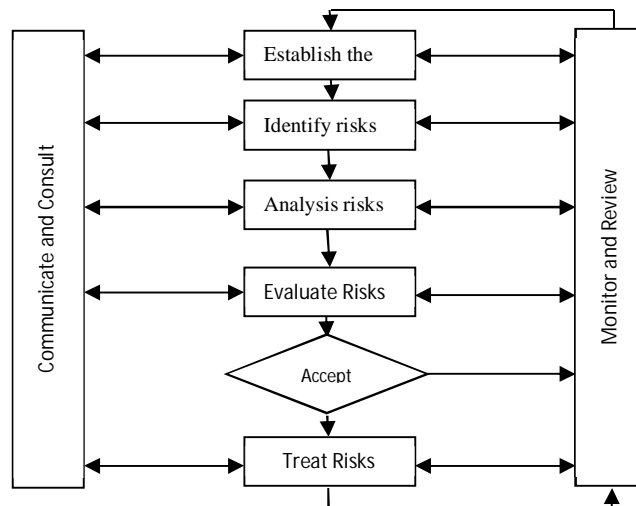 Establish the
Identify risks
Analysis risks
Evaluate Risks
Accept
Treat Risks
Communicate and Consult
Monitor and Review